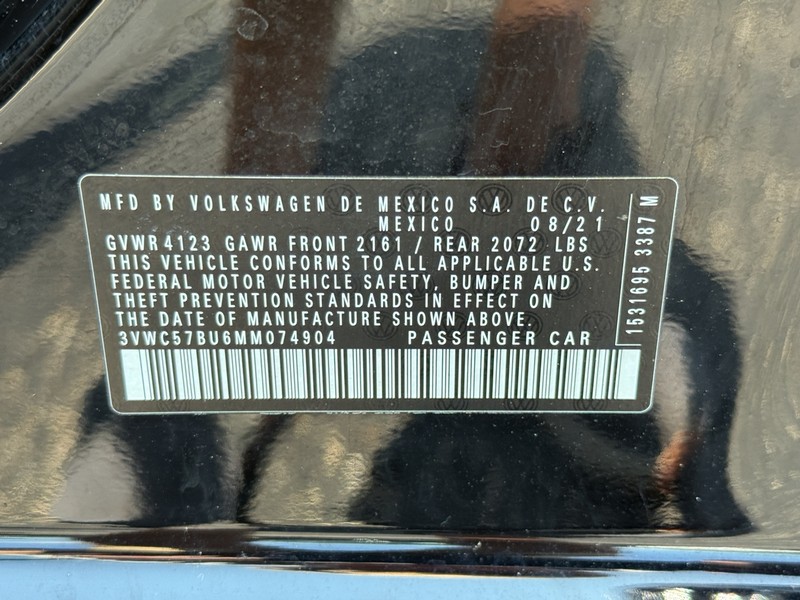 MFD BY VOLKSWAGEN DE MEXICO S.A. DE C.V.
MEXICO 08/21
GVWR 4123 GAWR FRONT 2161 / REAR 2072 LBS
THIS VEHICLE CONFORMS TO ALL APPLICABLE U.S.
FEDERAL MOTOR VEHICLE SAFETY, BUMPER AND
THEFT PREVENTION STANDARDS IN EFFECT ON
THE DATE OF MANUFACTURE SHOWN ABOVE.
3VWC57BU6MM074904 PASSENGER CAR
1531695 3387 M